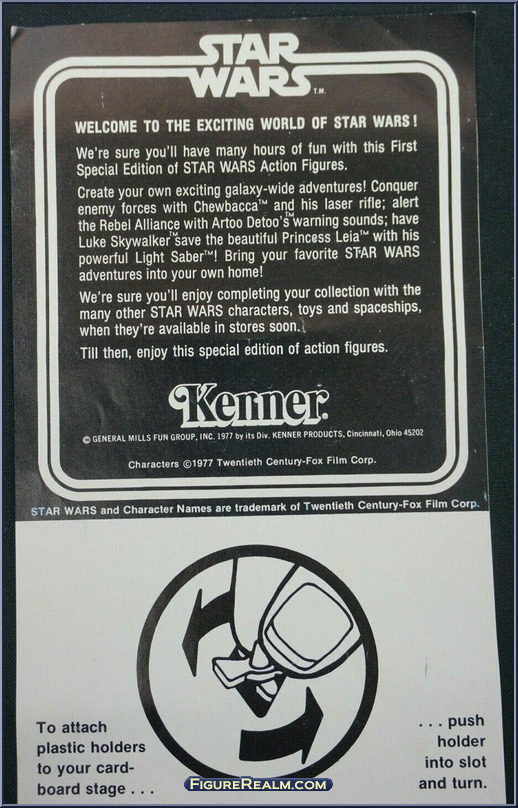 STAR
WARS T.M.
WELCOME TO THE EXCITING WORLD OF STAR WARS!
We're sure you'll have many hours of fun with this First
Special Edition of STAR WARS Action Figures.
Create your own exciting galaxy-wide adventures! Conquer
enemy forces with Chewbacca™ and his laser rifle; alert
the Rebel Alliance with Artoo Detoo's™ warning sounds; have
Luke Skywalker™ save the beautiful Princess Leia™ with his
powerful Light Saber™! Bring your favorite STAR WARS
adventures into your own home!
We're sure you'll enjoy completing your collection with the
many other STAR WARS characters, toys and spaceships,
when they're available in stores soon.
Till then, enjoy this special edition of action figures.
Kenner®
© GENERAL MILLS FUN GROUP, INC. 1977 by its Div. KENNER PRODUCTS, Cincinnati, Ohio 45202
Characters ©1977 Twentieth Century-Fox Film Corp.
STAR WARS and Character Names are trademark of Twentieth Century-Fox Film Corp.
To attach
plastic holders
to your card-
board stage . . .
. . . push
holder
into slot
and turn.
FIGUREREALM.COM